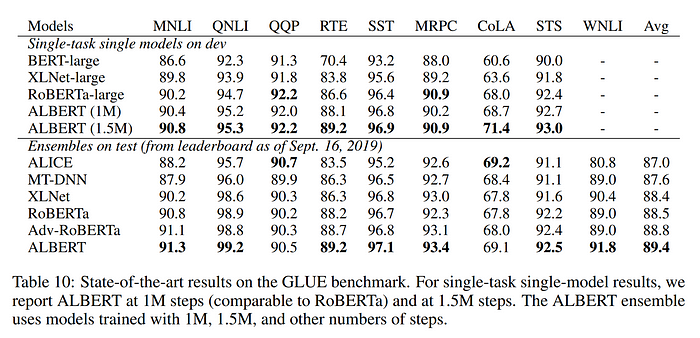 Models MNLI QNLI QQP RTE SST MRPC CoLA STS WNLI Avg
Single-task single models on dev
BERT-large 86.6 92.3 91.3 70.4 93.2 88.0 60.6 90.0 - -
XLNet-large 89.8 93.9 91.8 83.8 95.6 89.2 63.6 91.8 - -
RoBERTa-large 90.2 94.7 92.2 86.6 96.4 90.9 68.0 92.4 - -
ALBERT (1M) 90.4 95.2 92.0 88.1 96.8 90.2 68.7 92.7 - -
ALBERT (1.5M) 90.8 95.3 92.2 89.2 96.9 90.9 71.4 93.0 - -
Ensembles on test (from leaderboard as of Sept. 16, 2019)
ALICE 88.2 95.7 90.7 83.5 95.2 92.6 69.2 91.1 80.8 87.0
MT-DNN 87.9 96.0 89.9 86.3 96.5 92.7 68.4 91.1 89.0 87.6
XLNet 90.2 98.6 90.3 86.3 96.8 93.0 67.8 91.6 90.4 88.4
RoBERTa 90.8 98.9 90.2 88.2 96.7 92.3 67.8 92.2 89.0 88.5
Adv-RoBERTa 91.1 98.8 90.3 88.7 96.8 93.1 68.0 92.4 89.0 88.8
ALBERT 91.3 99.2 90.5 89.2 97.1 93.4 69.1 92.5 91.8 89.4
Table 10: State-of-the-art results on the GLUE benchmark. For single-task single-model results, we
report ALBERT at 1M steps (comparable to RoBERTa) and at 1.5M steps. The ALBERT ensemble
uses models trained with 1M, 1.5M, and other numbers of steps.